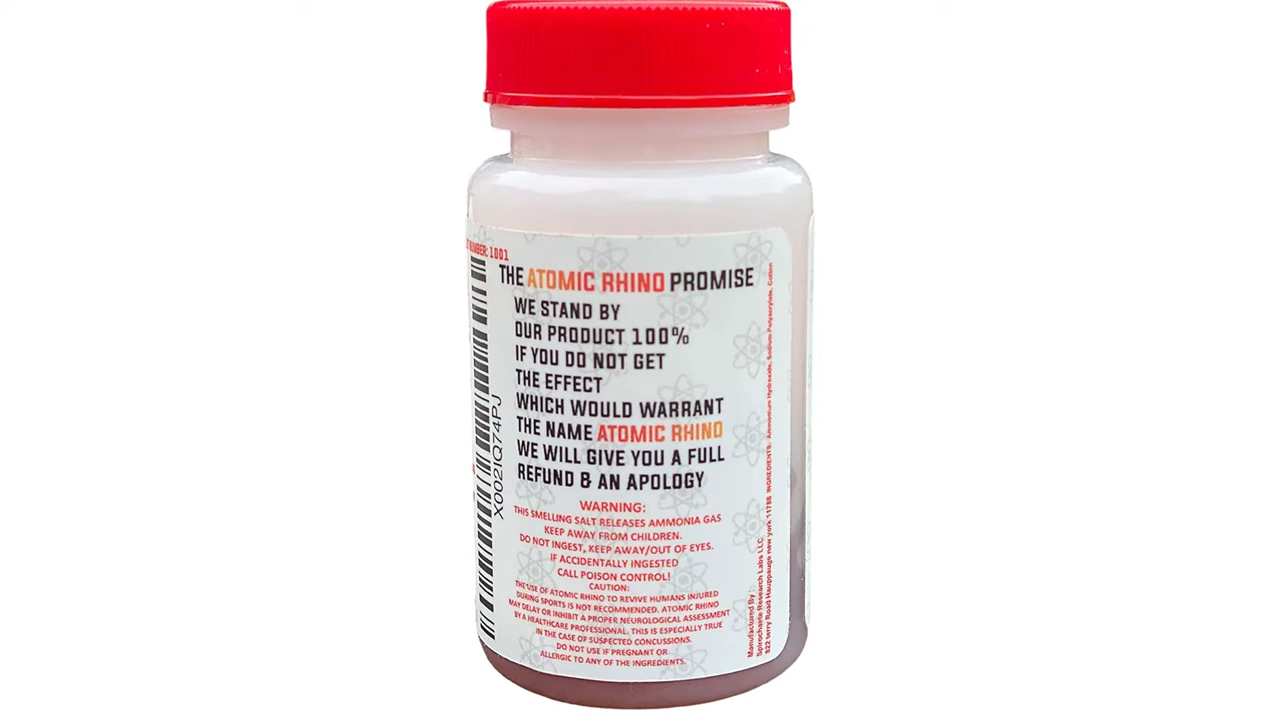 NUMBER: 1001
THE ATOMIC RHINO PROMISE
WE STAND BY
OUR PRODUCT 100%
IF YOU DO NOT GET
THE EFFECT
WHICH WOULD WARRANT
THE NAME ATOMIC RHINO
WE WILL GIVE YOU A FULL
REFUND & AN APOLOGY
WARNING:
THIS SMELLING SALT RELEASES AMMONIA GAS
KEEP AWAY FROM CHILDREN.
DO NOT INGEST, KEEP AWAY/OUT OF EYES.
IF ACCIDENTALLY INGESTED
CALL POISON CONTROL!
CAUTION:
THE USE OF ATOMIC RHINO TO REVIVE HUMANS INJURED
DURING SPORTS IS NOT RECOMMENDED. ATOMIC RHINO
MAY DELAY OR INHIBIT A PROPER NEUROLOGICAL ASSESSMENT
BY A HEALTHCARE PROFESSIONAL. THIS IS ESPECIALLY TRUE
IN THE CASE OF SUSPECTED CONCUSSIONS.
DO NOT USE IF PREGNANT OR
ALLERGIC TO ANY OF THE INGREDIENTS.
X002IQ74PJ
Manufactured By :
Spirochaete Research Labs LLC.
922 terry Road Hauppauge new york 11788 INGREDIENTS. Ammonium Hydroxide, Sodium Polyacrylate, Cotton